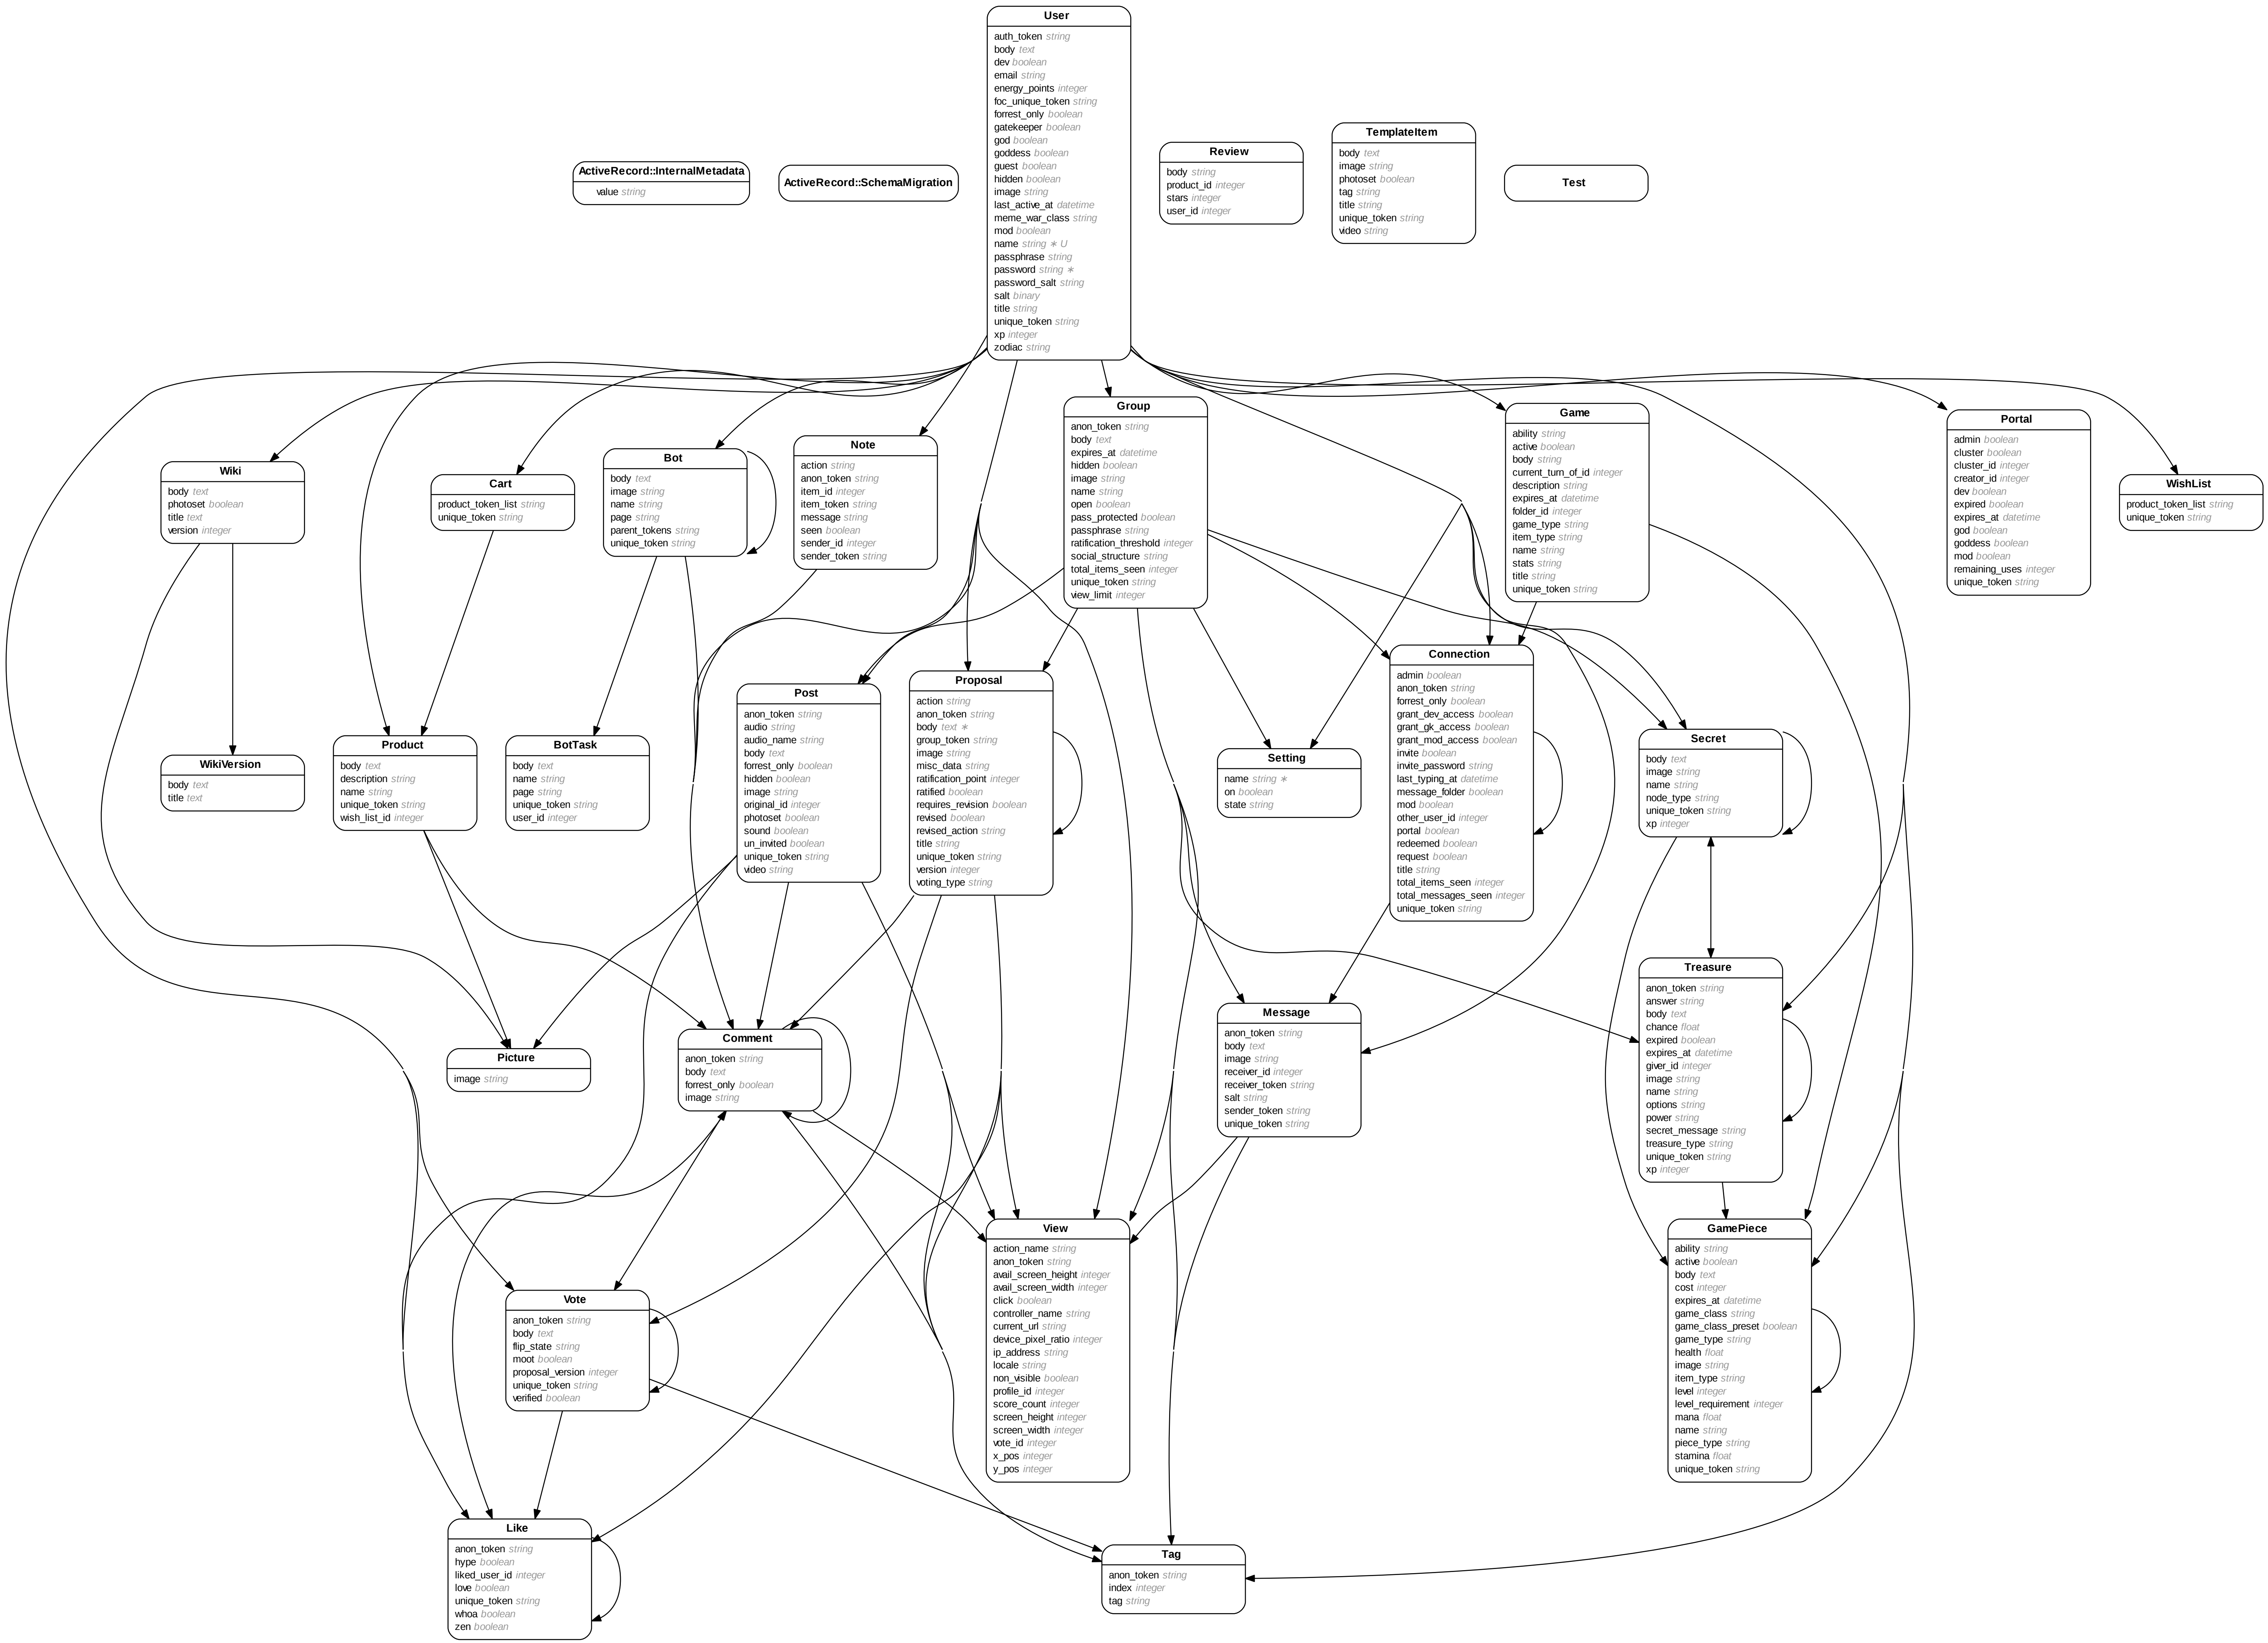 User
auth_token string
body text
dev boolean
email string
energy_points integer
foc_unique_token string
forrest_only boolean
gatekeeper boolean
god boolean
goddess boolean
guest boolean
hidden boolean
image string
last_active_at datetime
meme_war_class string
mod boolean
name string ∗ U
passphrase string
password string ∗
password_salt string
salt binary
title string
unique_token string
xp integer
zodiac string
ActiveRecord::InternalMetadata
value string
ActiveRecord::SchemaMigration
Review
body string
product_id integer
stars integer
user_id integer
TemplateItem
body text
image string
photoset boolean
tag string
title string
unique_token string
video string
Test
Wiki
body text
photoset boolean
title text
version integer
Cart
product_token_list string
unique_token string
Bot
body text
image string
name string
page string
parent_tokens string
unique_token string
Note
action string
anon_token string
item_id integer
item_token string
message string
seen boolean
sender_id integer
sender_token string
Group
anon_token string
body text
expires_at datetime
hidden boolean
image string
name string
open boolean
pass_protected boolean
passphrase string
ratification_threshold integer
social_structure string
total_items_seen integer
unique_token string
view_limit integer
Game
ability string
active boolean
body string
current_turn_of_id integer
description string
expires_at datetime
folder_id integer
game_type string
item_type string
name string
stats string
title string
unique_token string
Portal
admin boolean
cluster boolean
cluster_id integer
creator_id integer
dev boolean
expired boolean
expires_at datetime
god boolean
goddess boolean
mod boolean
remaining_uses integer
unique_token string
WishList
product_token_list string
unique_token string
WikiVersion
body text
title text
Product
body text
description string
name string
unique_token string
wish_list_id integer
BotTask
body text
name string
page string
unique_token string
user_id integer
Post
anon_token string
audio string
audio_name string
body text
forrest_only boolean
hidden boolean
image string
original_id integer
photoset boolean
sound boolean
un_invited boolean
unique_token string
video string
Proposal
action string
anon_token string
body text ∗
group_token string
image string
misc_data string
ratification_point integer
ratified boolean
requires_revision boolean
revised boolean
revised_action string
title string
unique_token string
version integer
voting_type string
Setting
name string ∗
on boolean
state string
Connection
admin boolean
anon_token string
forrest_only boolean
grant_dev_access boolean
grant_gk_access boolean
grant_mod_access boolean
invite boolean
invite_password string
last_typing_at datetime
message_folder boolean
mod boolean
other_user_id integer
portal boolean
redeemed boolean
request boolean
title string
total_items_seen integer
total_messages_seen integer
unique_token string
Secret
body text
image string
name string
node_type string
unique_token string
xp integer
Picture
image string
Comment
anon_token string
body text
forrest_only boolean
image string
Message
anon_token string
body text
image string
receiver_id integer
receiver_token string
salt string
sender_token string
unique_token string
Treasure
anon_token string
answer string
body text
chance float
expired boolean
expires_at datetime
giver_id integer
image string
name string
options string
power string
secret_message string
treasure_type string
unique_token string
xp integer
Vote
anon_token string
body text
flip_state string
moot boolean
proposal_version integer
unique_token string
verified boolean
View
action_name string
anon_token string
avail_screen_height integer
avail_screen_width integer
click boolean
controller_name string
current_url string
device_pixel_ratio integer
ip_address string
locale string
non_visible boolean
profile_id integer
score_count integer
screen_height integer
screen_width integer
vote_id integer
x_pos integer
y_pos integer
GamePiece
ability string
active boolean
body text
cost integer
expires_at datetime
game_class string
game_class_preset boolean
game_type string
health float
image string
item_type string
level integer
level_requirement integer
mana float
name string
piece_type string
stamina float
unique_token string
Like
anon_token string
hype boolean
liked_user_id integer
love boolean
unique_token string
whoa boolean
zen boolean
Tag
anon_token string
index integer
tag string